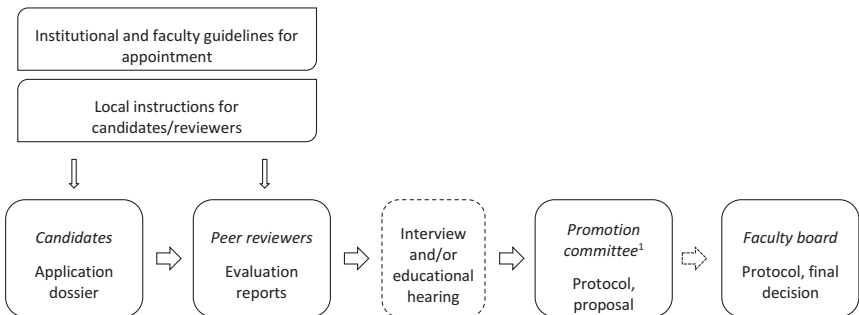 Institutional and faculty guidelines for
appointment
Local instructions for
candidates/reviewers
Candidates
Application
dossier
Peer reviewers
Evaluation
reports
Interview
and/or
educational
hearing
Promotion
committee¹
Protocol,
proposal
Faculty board
Protocol, final
decision